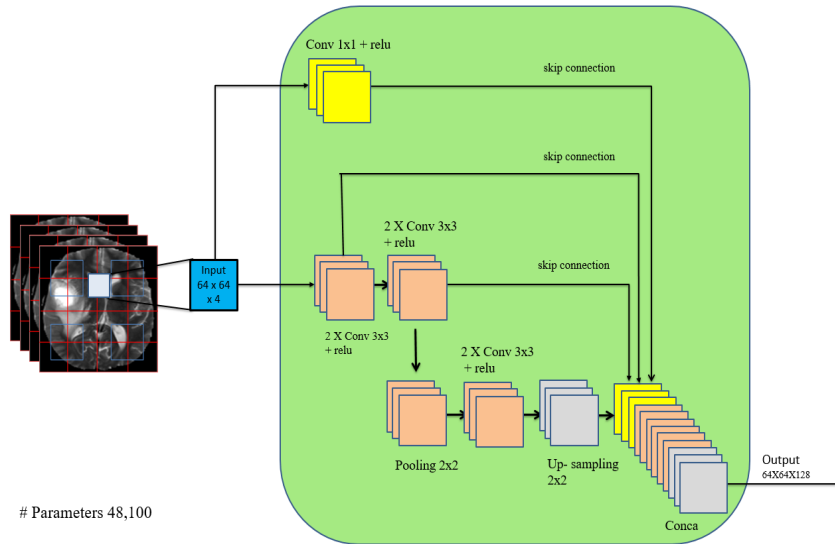 Conv 1x1 + relu
skip connection
skip connection
2 X Conv 3x3
+ relu
Input
64 x 64
x 4
skip connection
2 X Conv 3x3
+ relu
2 X Conv 3x3
+ relu
Pooling 2x2
Up- sampling
2x2
Output
64X64X128
Conca
# Parameters 48,100